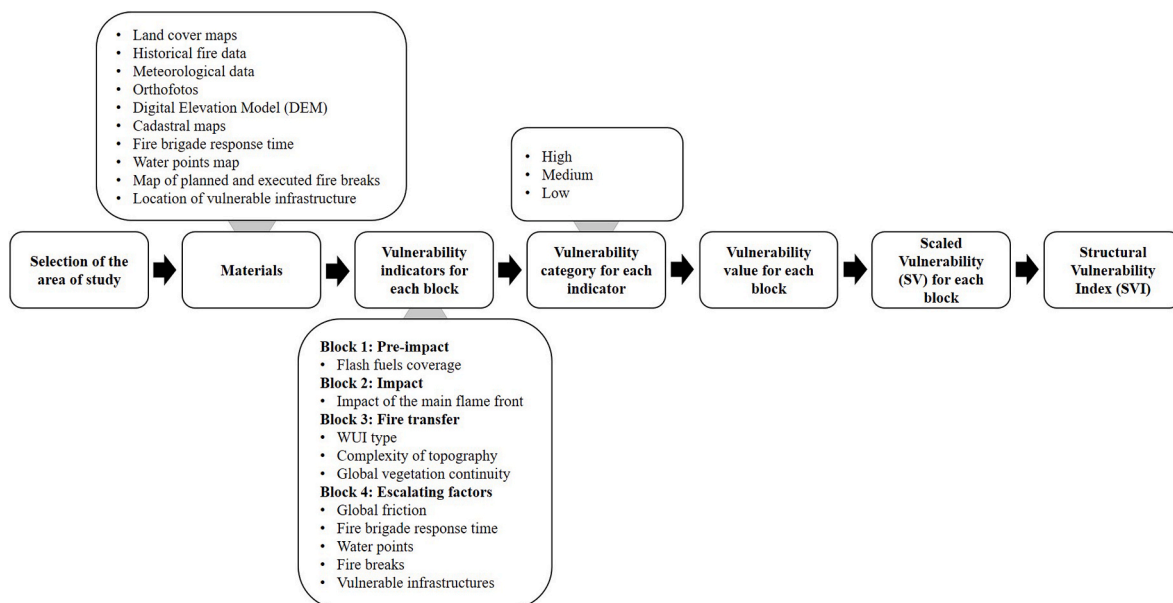 • Land cover maps
• Historical fire data
• Meteorological data
• Orthofotos
• Digital Elevation Model (DEM)
• Cadastral maps
• Fire brigade response time
• Water points map
• Map of planned and executed fire breaks
• Location of vulnerable infrastructure
• High
• Medium
• Low
Selection of the
area of study
Materials
Vulnerability
indicators for
each block
Vulnerability
category for each
indicator
Vulnerability
value for each
block
Scaled
Vulnerability
(SV) for each
block
Structural
Vulnerability
Index (SVI)
Block 1: Pre-impact
• Flash fuels coverage
Block 2: Impact
• Impact of the main flame front
Block 3: Fire transfer
• WUI type
• Complexity of topography
• Global vegetation continuity
Block 4: Escalating factors
• Global friction
• Fire brigade response time
• Water points
• Fire breaks
• Vulnerable infrastructures